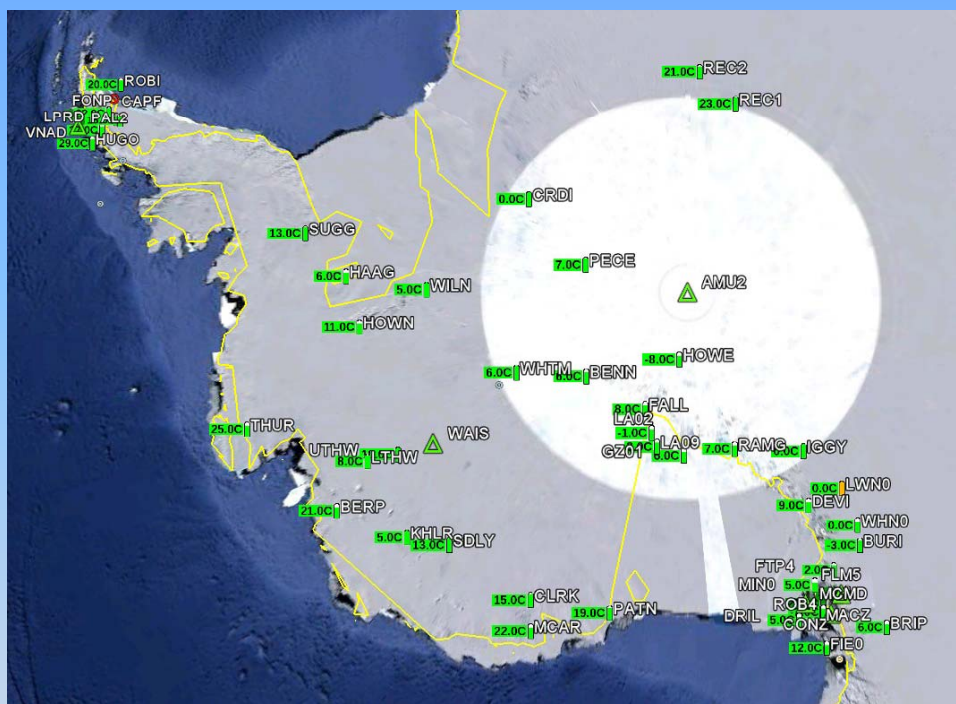 21.0C REC2
20.0C ROBI
FONP CAPF
23.0C REC1
LPRD PAL2
VNAD
29.0C HUGO
0.0C CRDI
13.0C SUGG
7.0C PECE
6.0C HAAG
5.0C WILN
AMU2
11.0C HOWN
-8.0C HOWE
6.0C WHTM
BENN
8.0C FALL
LA02
25.0C THUR
-1.0C
WAIS
UTHW
LA09
GZ01
7.0C RAMG
IGGY
8.0C LTHW
0.0C LWN0
9.0C DEVI
21.0C BERP
0.0C WHN0
5.0C KHLR
13.0C SDLY
-3.0C BURI
FTP4
2.0C
FLM5
MIN0
5.0C
MCMD
15.0C CLRK
ROB4
19.0C PATN
DRIL
MACZ
CONZ
22.0C MCAR
6.0C BRIP
12.0C FIE0